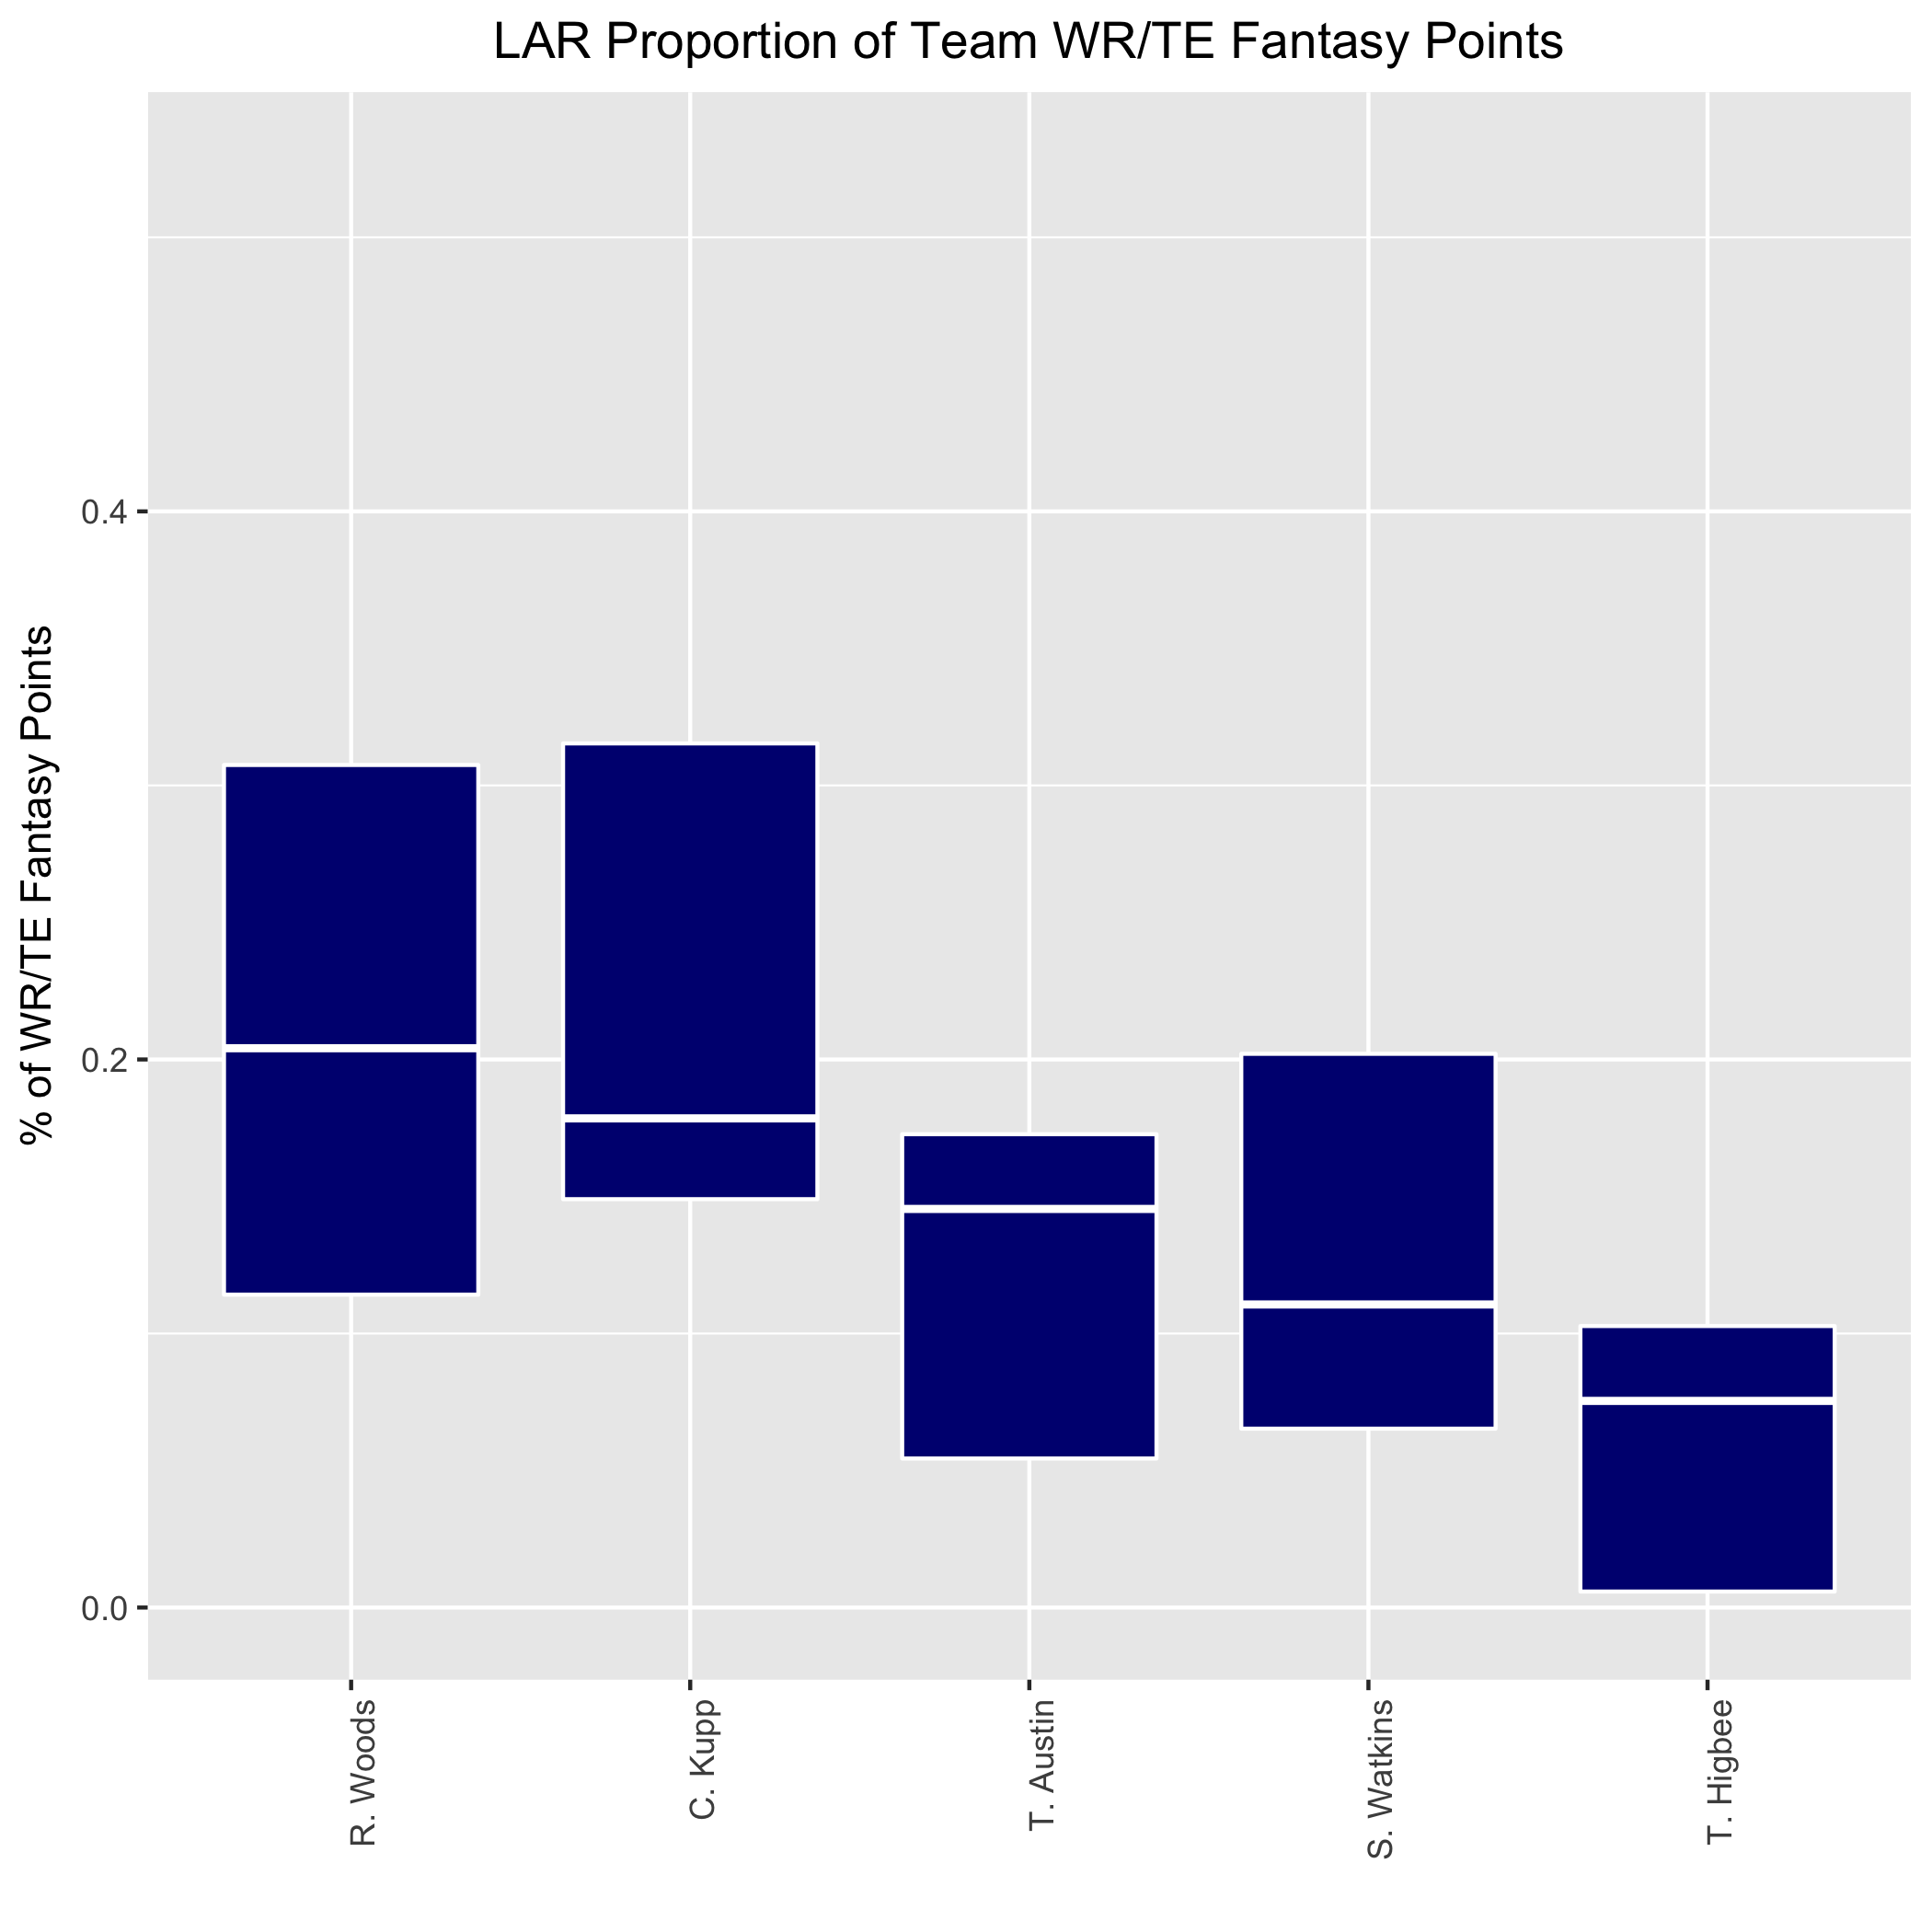 LAR Proportion of Team WR/TE Fantasy Points
% of WR/TE Fantasy Points
0.4
0.2
0.0
R. Woods
C. Kupp
T. Austin
S. Watkins
T. Higbee